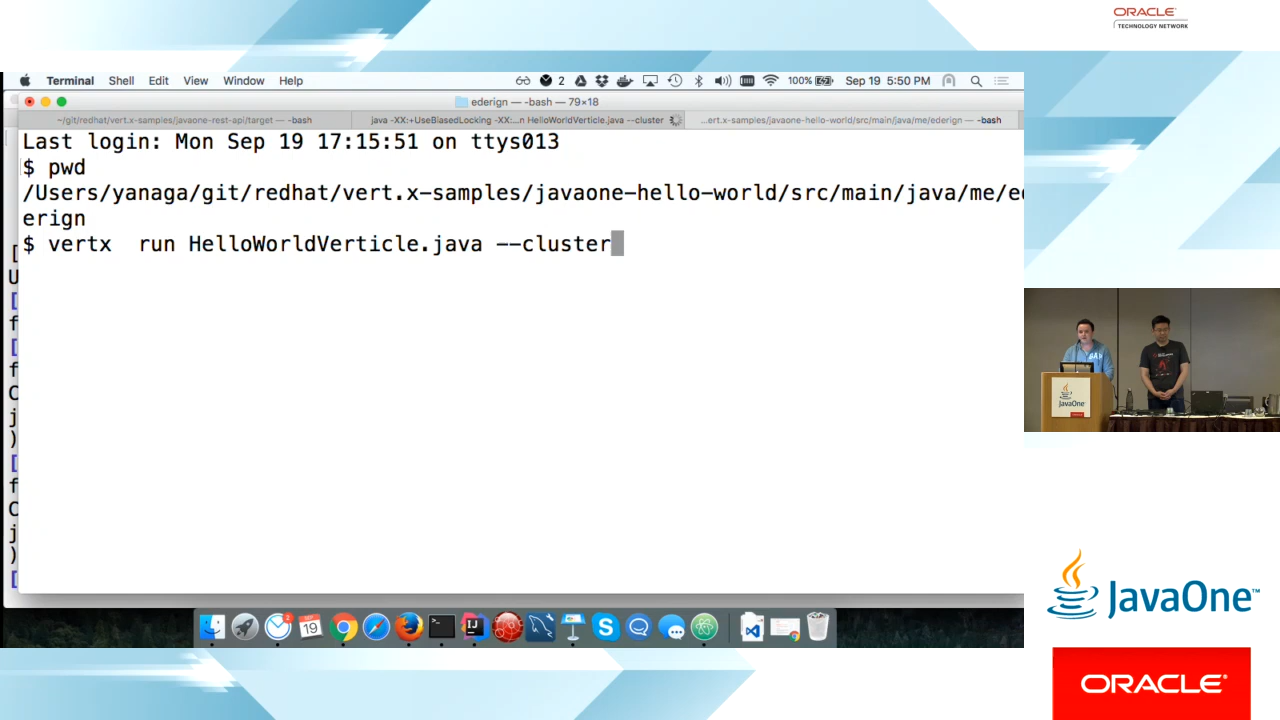 ORACLE
TECHNOLOGY NETWORK
Terminal Shell Edit View Window Help 2 100% Sep 19 5:50 PM
ederign — -bash — 79×18
~/git/redhat/vert.x-samples/javaone-rest-api/target — -bash
java -XX:+UseBiasedLocking -XX:...n HelloWorldVerticle.java --cluster
...ert.x-samples/javaone-hello-world/src/main/java/me/ederign — -bash
Last login: Mon Sep 19 17:15:51 on ttys013
$ pwd
/Users/yanaga/git/redhat/vert.x-samples/javaone-hello-world/src/main/java/me/ed
erign
$ vertx  run HelloWorldVerticle.java --cluster
[
U
[
f
[
f
C
j
)
[
f
C
j
)
[
19
JavaOne
JavaOne™
ORACLE®